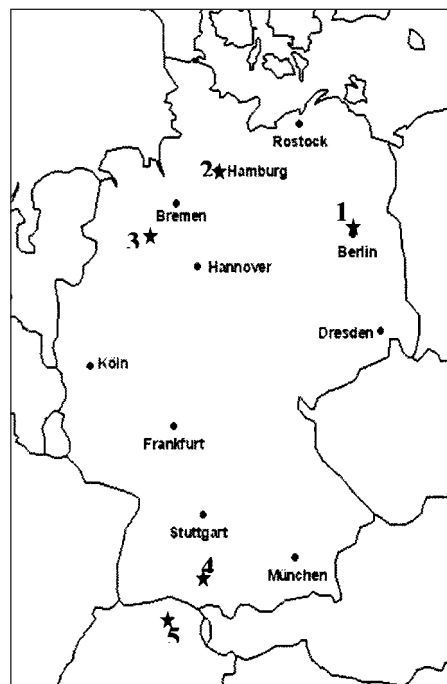 Rostock
2 Hamburg
Bremen
1
3
Berlin
Hannover
Dresden
Köln
Frankfurt
Stuttgart
4
München
5